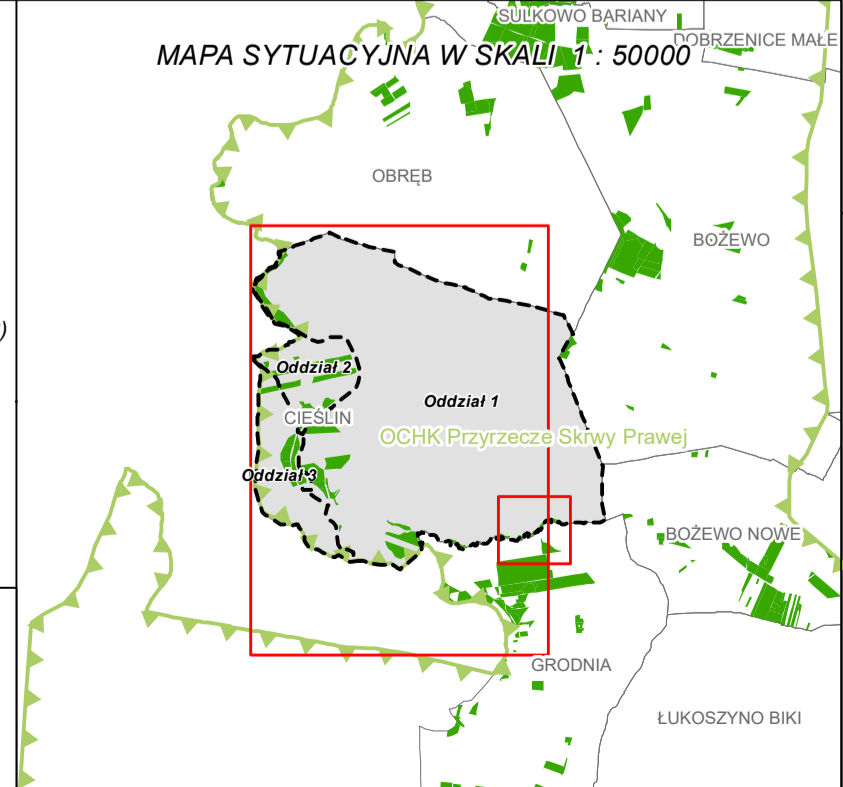 SULKOWO BARIANY
DOBRZENICE MAŁE
MAPA SYTUACYJNA W SKALI 1 : 50000
OBRĘB
BOŻEWO
)
Oddział 2
Oddział 1
CIEŚLIN
OCHK Przyrzecze Skrwy Prawej
Oddział 3
BOŻEWO NOWE
GRODNIA
ŁUKOSZYNO BIKI